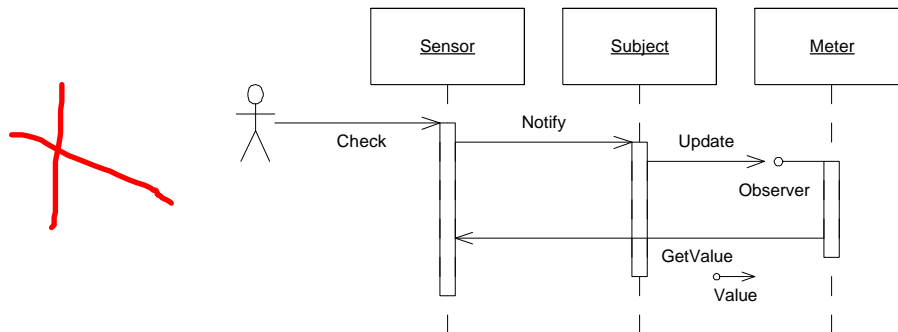 Sensor
Subject
Meter
Check
Notify
Update
Observer
GetValue
Value